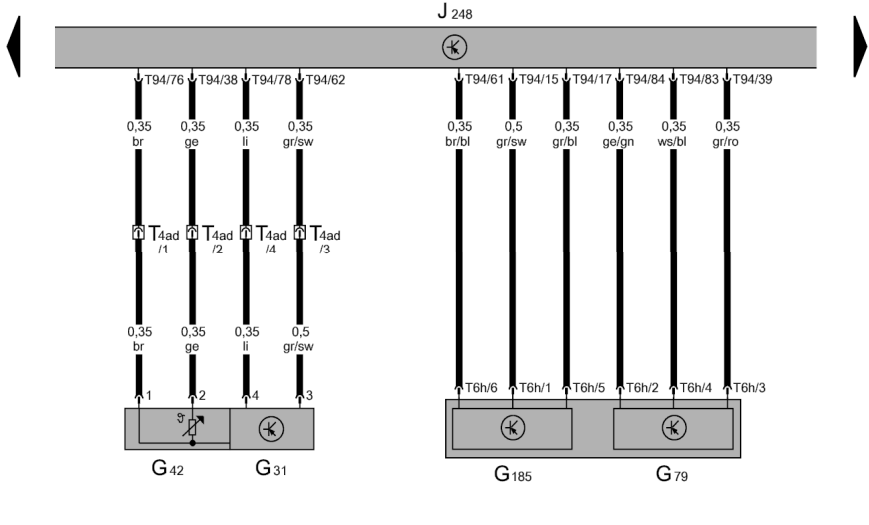 J 248
T94/76 T94/38 T94/78 T94/62 T94/61 T94/15 T94/17 T94/84 T94/83 T94/39
0,35 0,35 0,35 0,35 0,35 0,5 0,35 0,35 0,35 0,35
br ge li gr/sw br/bl gr/sw gr/bl ge/gn ws/bl gr/ro
T4ad T4ad T4ad T4ad
/1 /2 /4 /3
0,35 0,35 0,35 0,5
br ge li gr/sw
T6h/6 T6h/1 T6h/5 T6h/2 T6h/4 T6h/3
1 2 4 3
ϑ
G 42 G 31 G 185 G 79